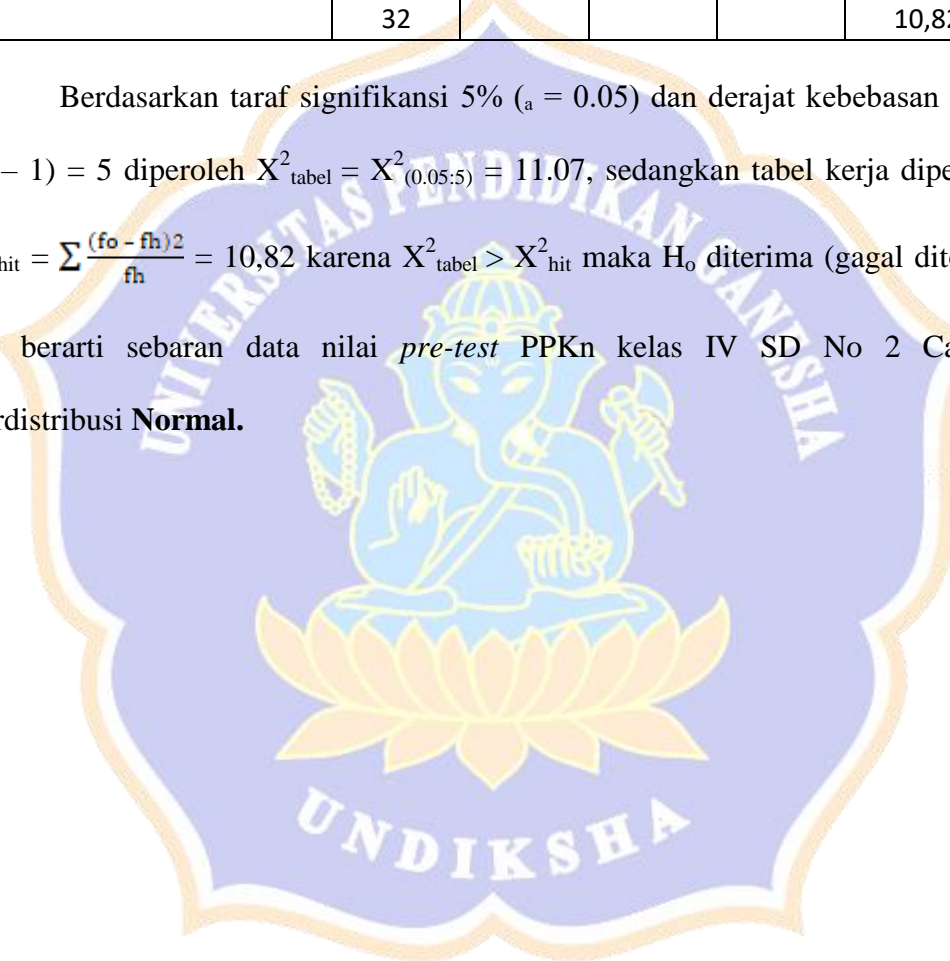 32 10,82
Berdasarkan taraf signifikansi 5% (ₐ = 0.05) dan derajat kebebasan
– 1) = 5 diperoleh X²tabel = X²(0.05:5) = 11.07, sedangkan tabel kerja dipe
hit = ∑ (fo - fh)2 / fh = 10,82 karena X²tabel > X²hit maka Ho diterima (gagal dit
berarti sebaran data nilai pre-test PPKn kelas IV SD No 2 Ca
rdistribusi Normal.
UNIVERSITAS PENDIDIKAN GANESHA
UNDIKSHA